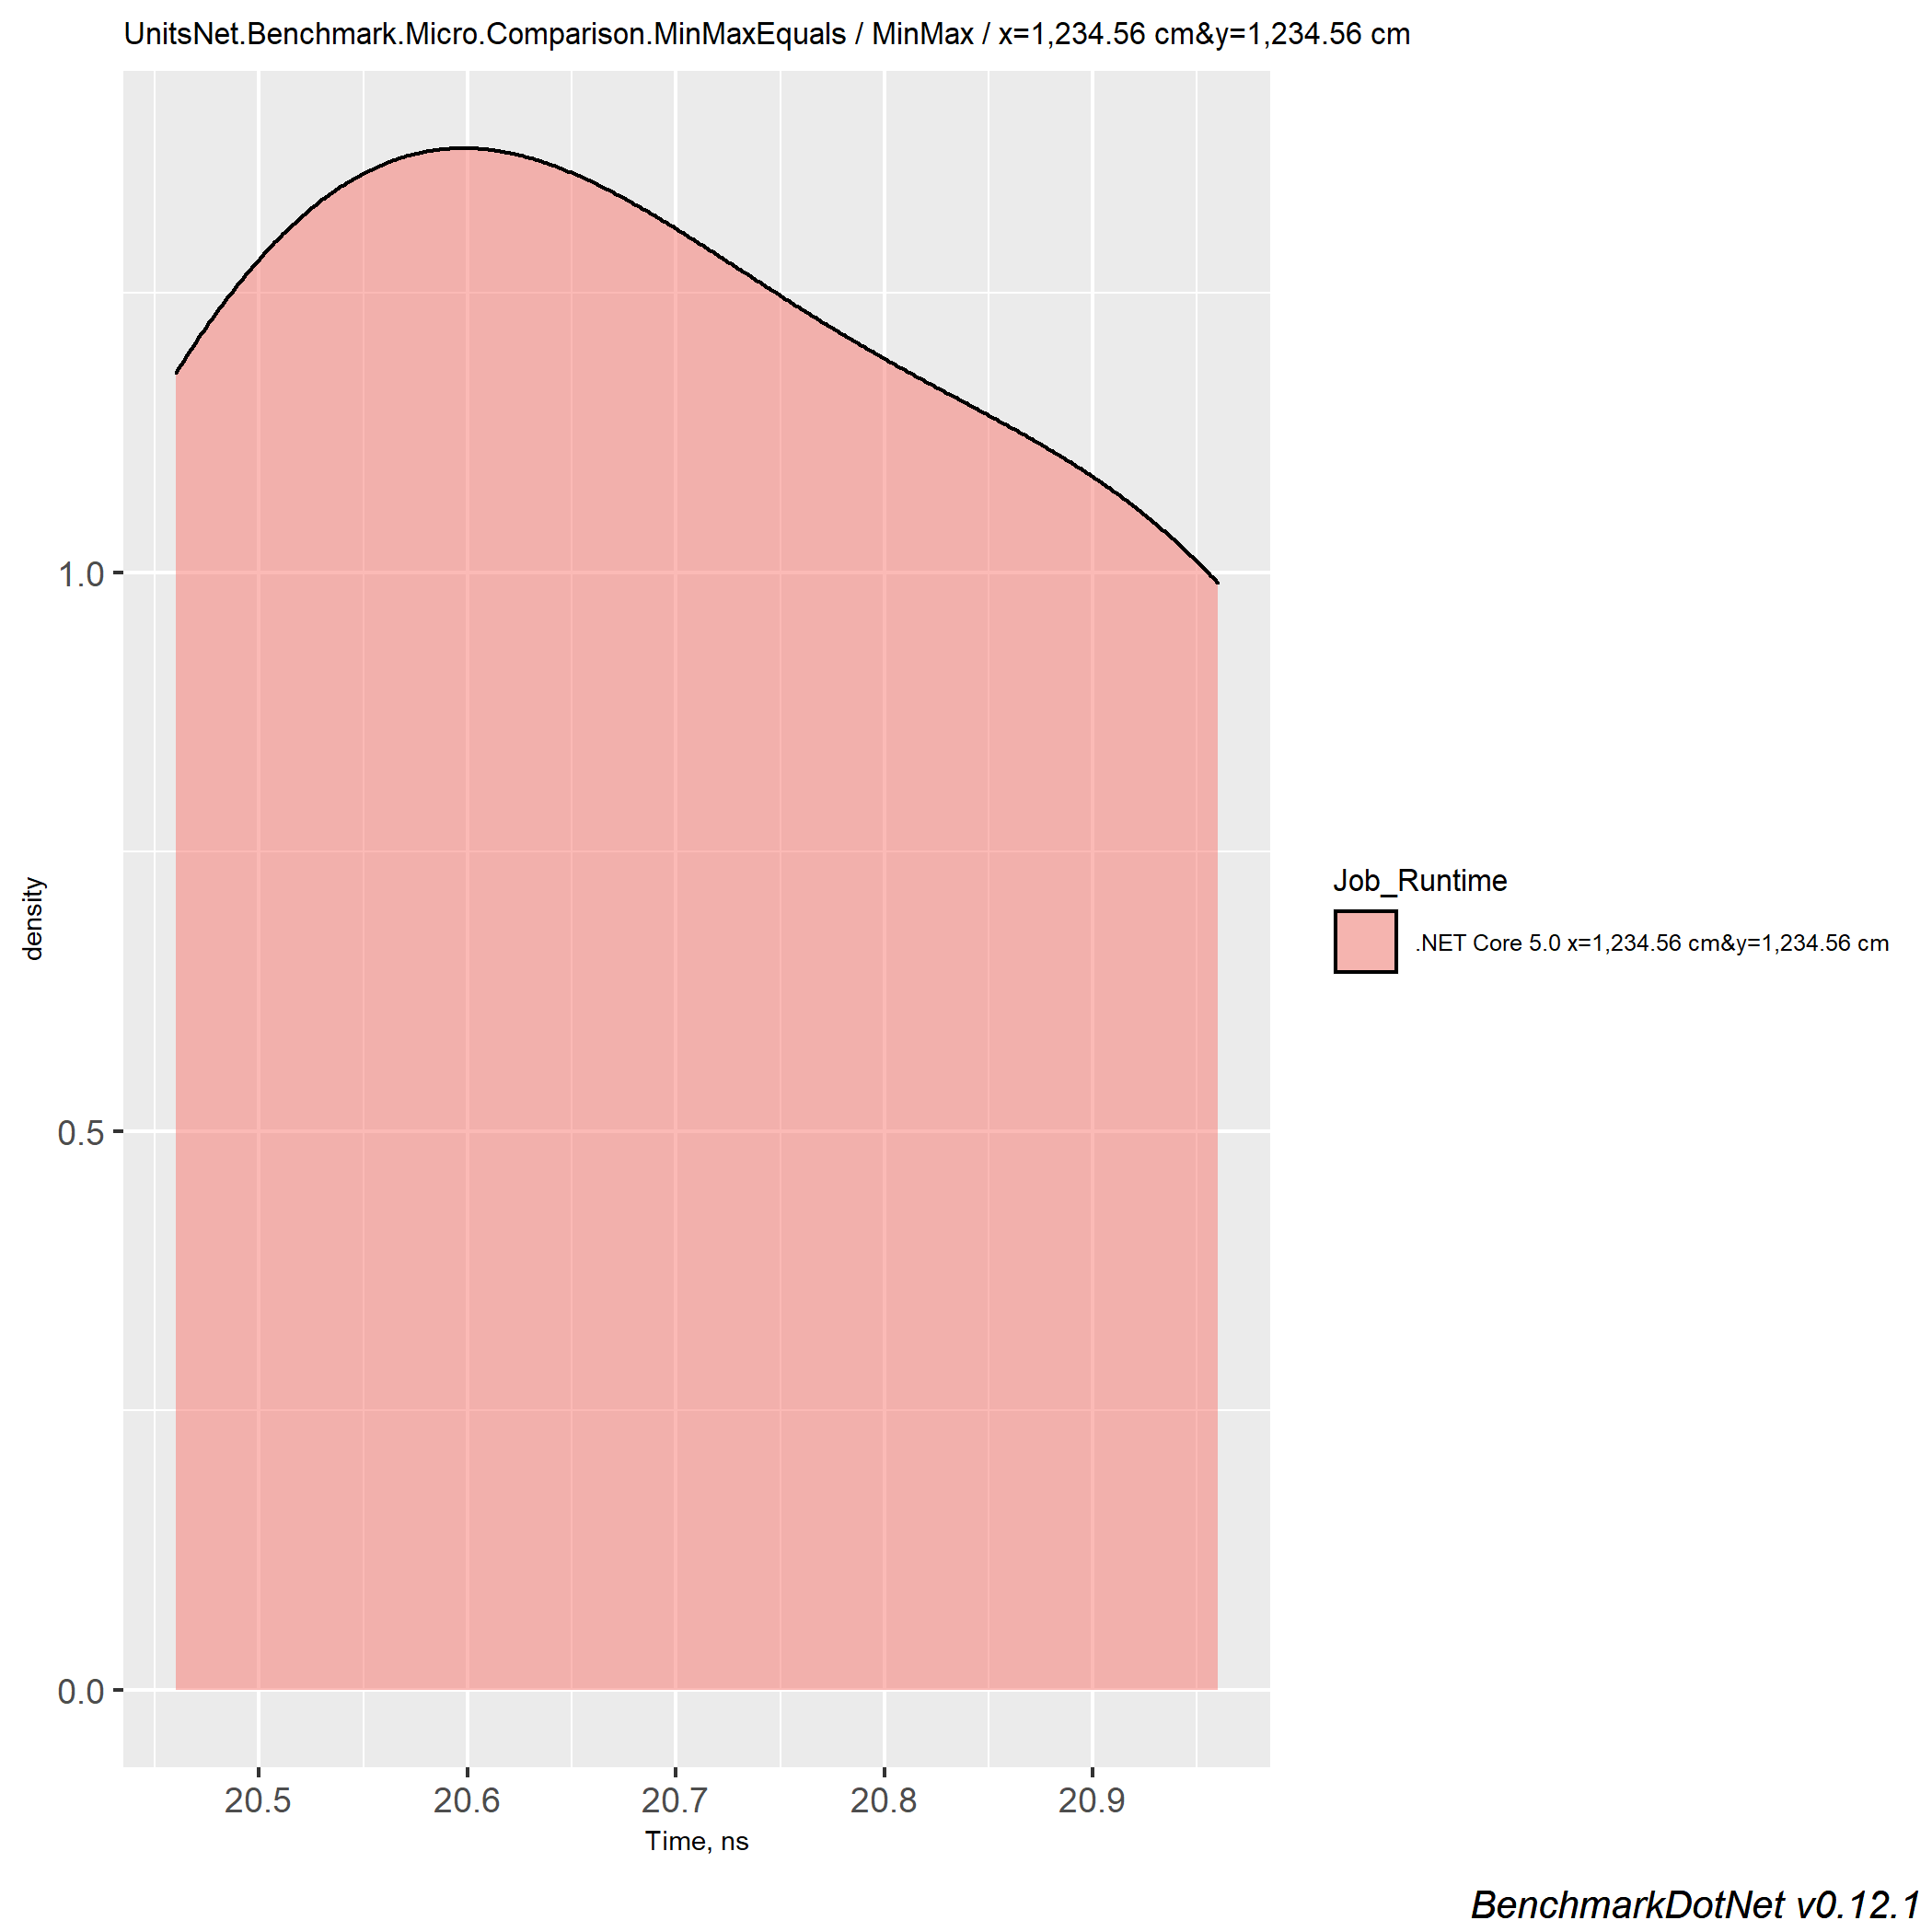 UnitsNet.Benchmark.Micro.Comparison.MinMaxEquals / MinMax / x=1,234.56 cm&y=1,234.56 cm
density
1.0
0.5
0.0
20.5 20.6 20.7 20.8 20.9
Time, ns
Job_Runtime
.NET Core 5.0 x=1,234.56 cm&y=1,234.56 cm
BenchmarkDotNet v0.12.1